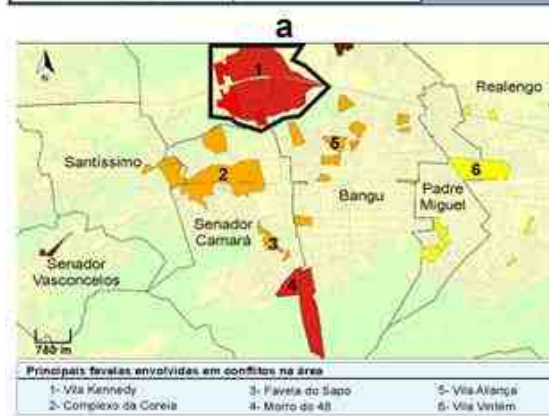 a
N
1
Realengo
5
Santíssimo
6
2
Padre
Miguel
Bangu
Senador
Camará
3
Senador
Vasconcelos
4
760 m
Principais favelas envolvidas em conflitos na área
1- Vila Kennedy 3- Favela do Sapo 5- Vila Aliança
2- Complexo da Coreia 4- Morro do 48 6- Vila Vintém